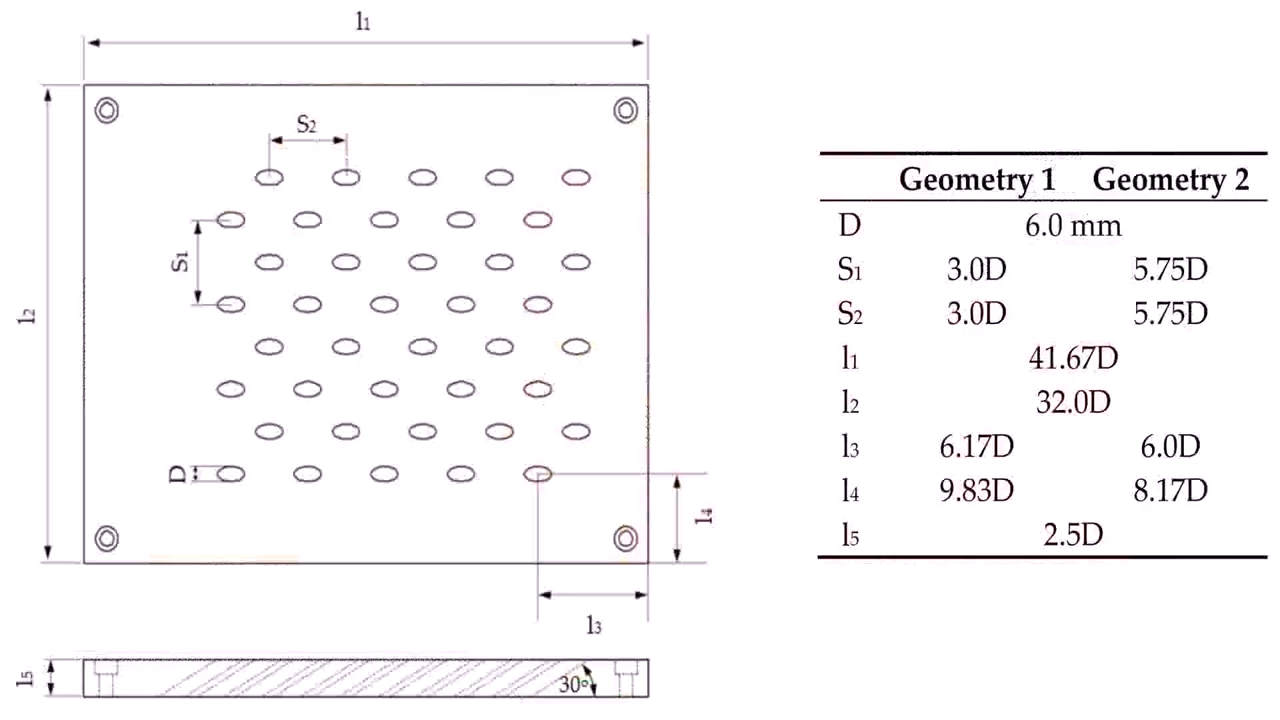 l1
S2
S1
l2
D
l4
l3
l5
30°
Geometry 1 Geometry 2
D 6.0 mm
S1 3.0D 5.75D
S2 3.0D 5.75D
l1 41.67D
l2 32.0D
l3 6.17D 6.0D
l4 9.83D 8.17D
l5 2.5D